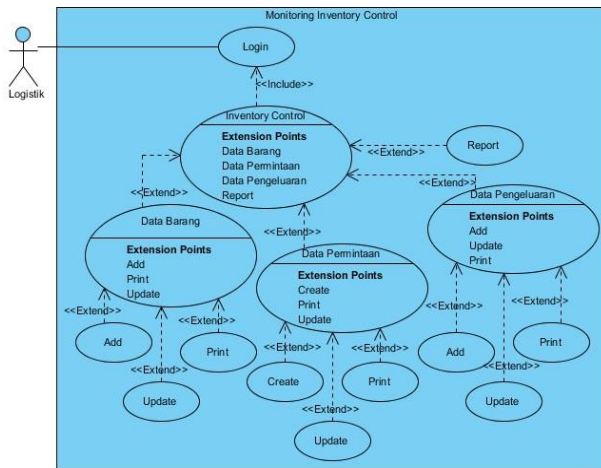 Monitoring Inventory Control
Logistik
Login
<<Include>>
Inventory Control
Extension Points
Data Barang
Data Permintaan
Data Pengeluaran
Report
<<Extend>>
Report
<<Extend>>
<<Extend>>
<<Extend>>
Data Barang
Extension Points
Add
Print
Update
Data Permintaan
Extension Points
Create
Print
Update
Data Pengeluaran
Extension Points
Add
Update
Print
<<Extend>>
<<Extend>>
<<Extend>>
Add
Update
Print
<<Extend>>
<<Extend>>
<<Extend>>
Create
Update
Print
<<Extend>>
<<Extend>>
<<Extend>>
Add
Update
Print